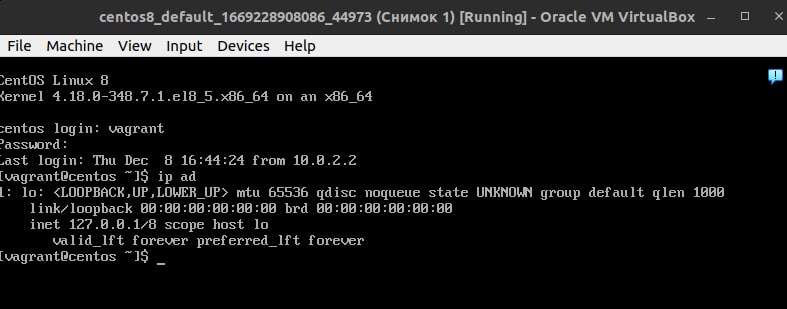 centos8_default_1669228908086_44973 (Снимок 1) [Running] - Oracle VM VirtualBox
File Machine View Input Devices Help
CentOS Linux 8
Kernel 4.18.0-348.7.1.el8_5.x86_64 on an x86_64
centos login: vagrant
Password:
Last login: Thu Dec  8 16:44:24 from 10.0.2.2
[vagrant@centos ~]$ ip ad
1: lo: <LOOPBACK,UP,LOWER_UP> mtu 65536 qdisc noqueue state UNKNOWN group default qlen 1000
    link/loopback 00:00:00:00:00:00 brd 00:00:00:00:00:00
    inet 127.0.0.1/8 scope host lo
       valid_lft forever preferred_lft forever
[vagrant@centos ~]$ _